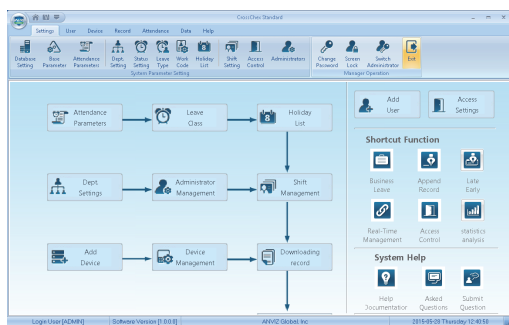 CrossChex Standard
Settings User Device Record Attendance Data Help
Database Setting
Base Parameter
Attendance Parameters
Dept. Setting
Status Setting
Leave Type
Work Code
Holiday List
Shift Setting
Access Control
Administrators
Change Password
Screen Lock
Switch Administrator
Exit
System Parameter Setting
Manager Operation
Attendance
Parameters
Leave
Class
Holiday
List
Dept.
Settings
Administrator
Management
Shift
Management
Add
Device
Device
Management
Downloading
record
Add
User
Access
Settings
Shortcut Function
Business
Leave
Append
Record
Late
Early
Real-Time
Management
Access
Control
statistics
analysis
System Help
Help
Documentation
Asked
Questions
Submit
Question
Login User [ADMIN] Software Version [1.0.0.0] ANVIZ Global, Inc 2015-05-28 Thursday 12:40:50